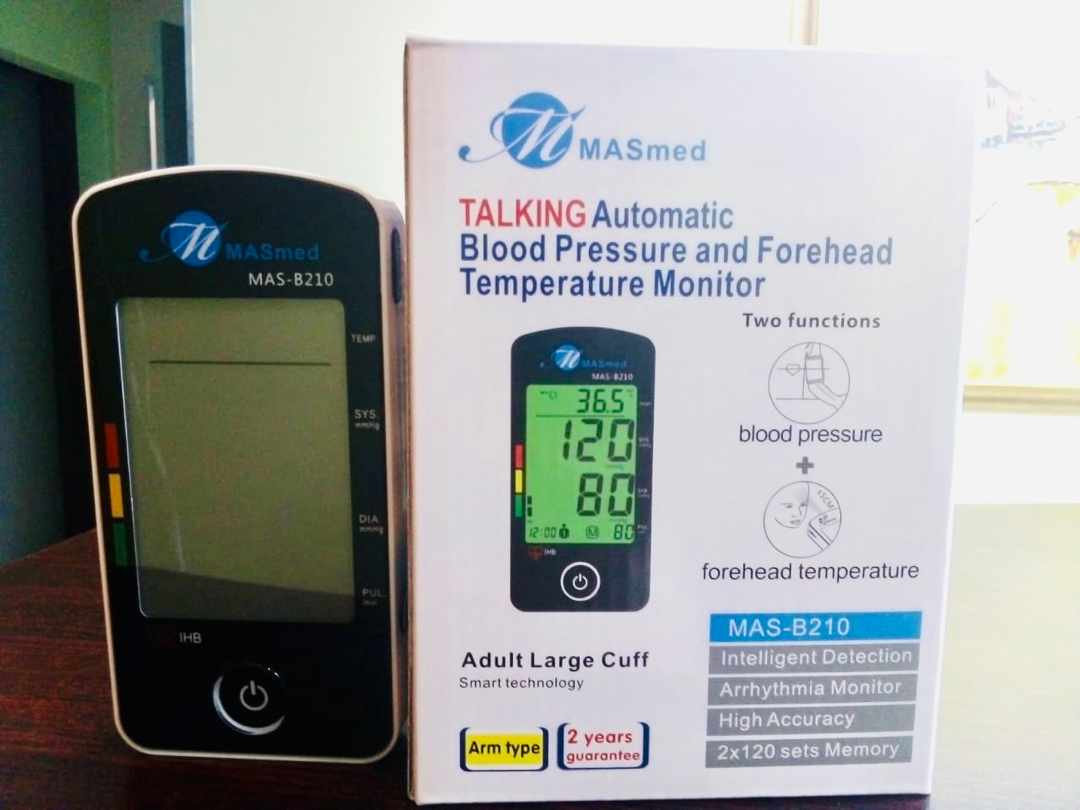 MASmed
MAS-B210
TEMP
SYS.
mmHg
DIA.
mmHg
PUL.
IHB
MASmed
TALKING Automatic
Blood Pressure and Forehead
Temperature Monitor
Two functions
MASmed
MAS-B210
36.5
120
80
12:00 M 80
IHB
blood pressure
+
≤5CM
forehead temperature
Adult Large Cuff
Smart technology
Arm type
2 years
guarantee
MAS-B210
Intelligent Detection
Arrhythmia Monitor
High Accuracy
2x120 sets Memory